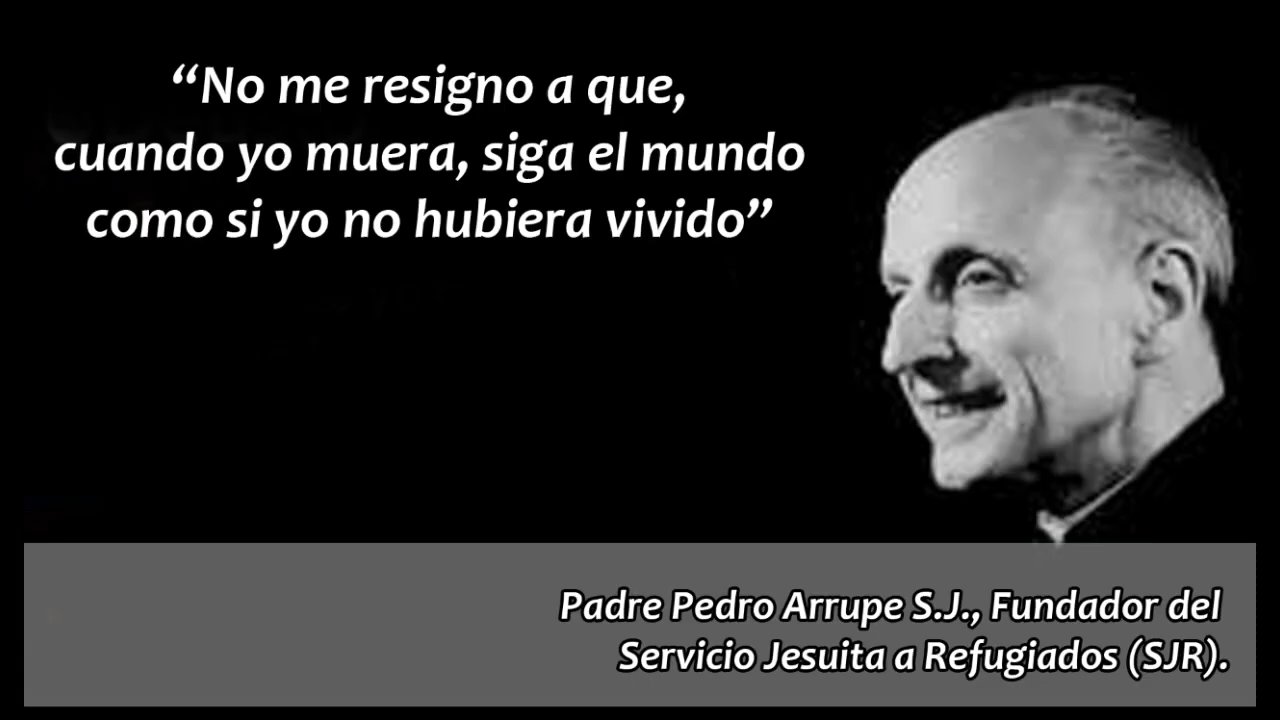 “No me resigno a que,
cuando yo muera, siga el mundo
como si yo no hubiera vivido”
Padre Pedro Arrupe S.J., Fundador del
Servicio Jesuita a Refugiados (SJR).